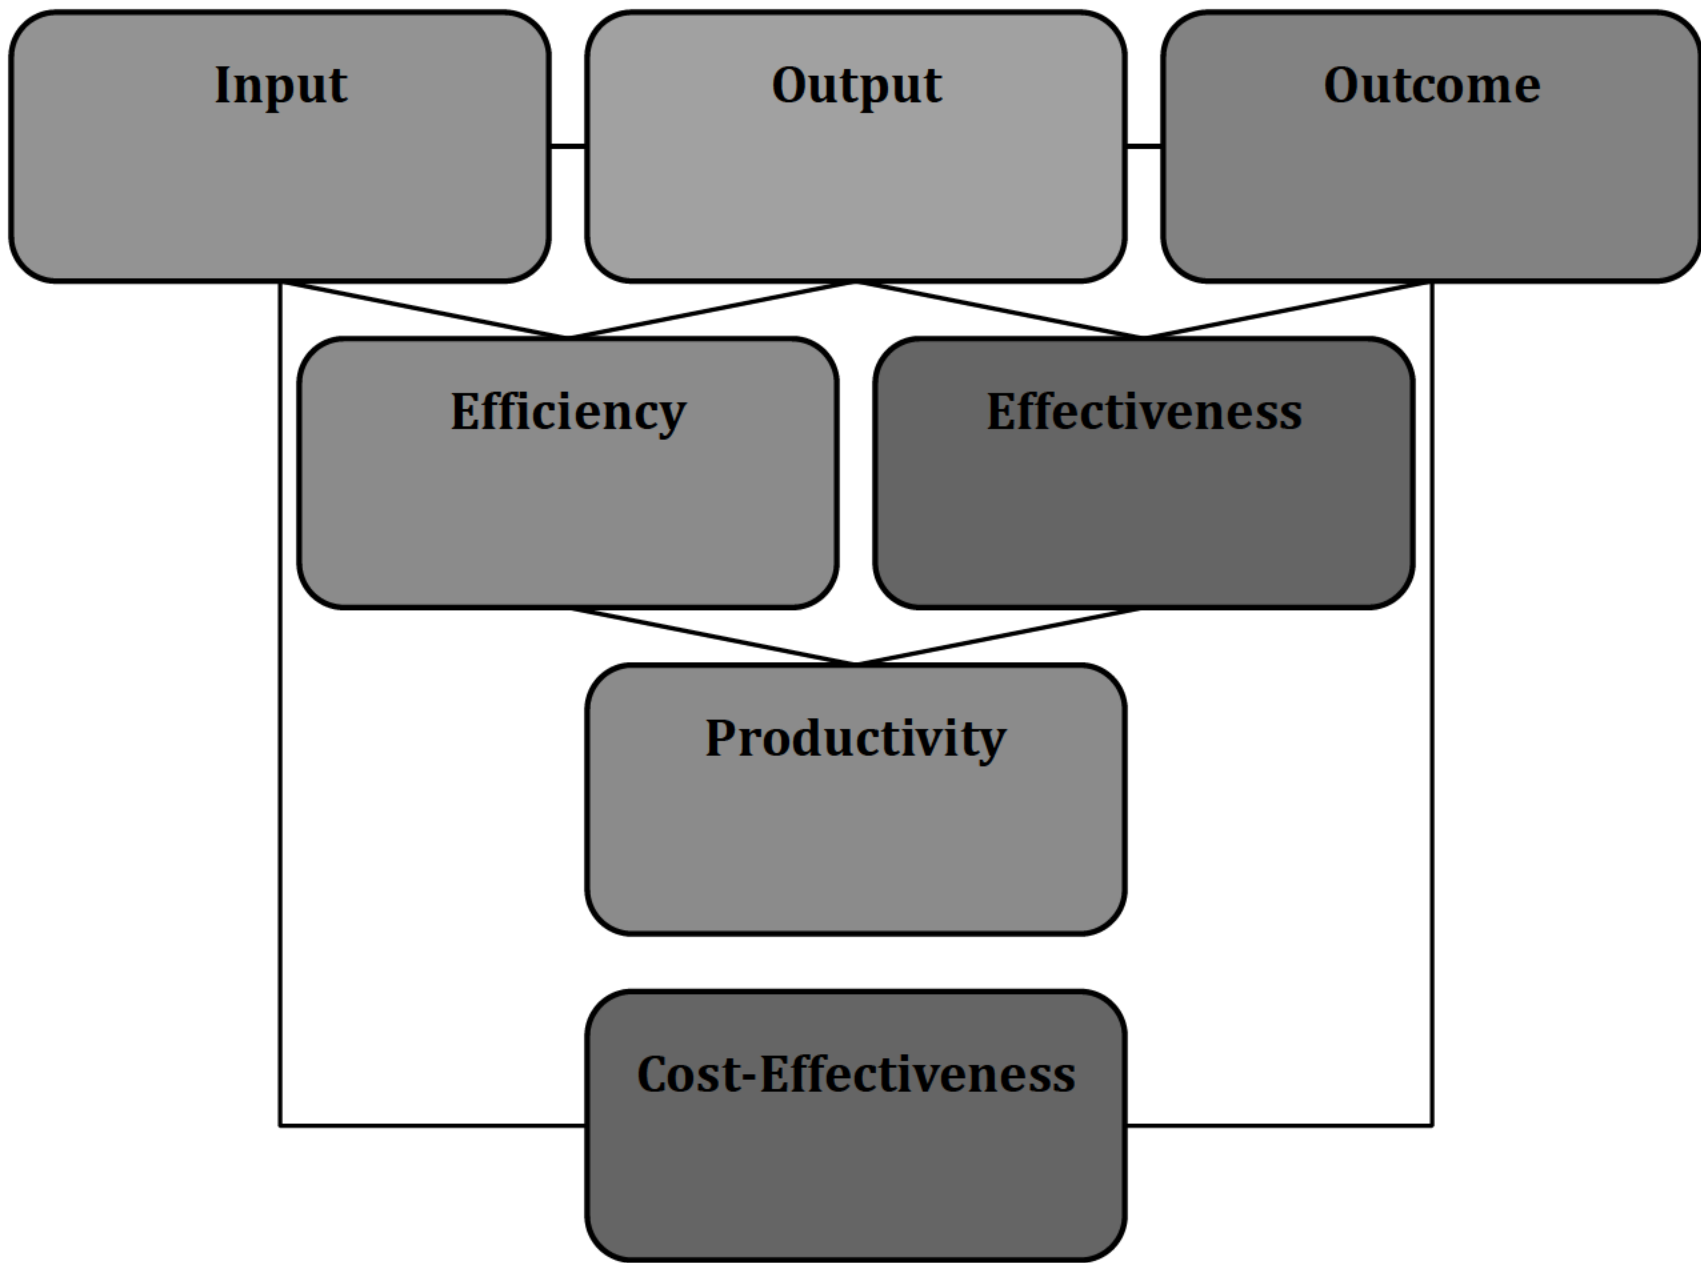 Input
Output
Outcome
Efficiency
Effectiveness
Productivity
Cost-Effectiveness